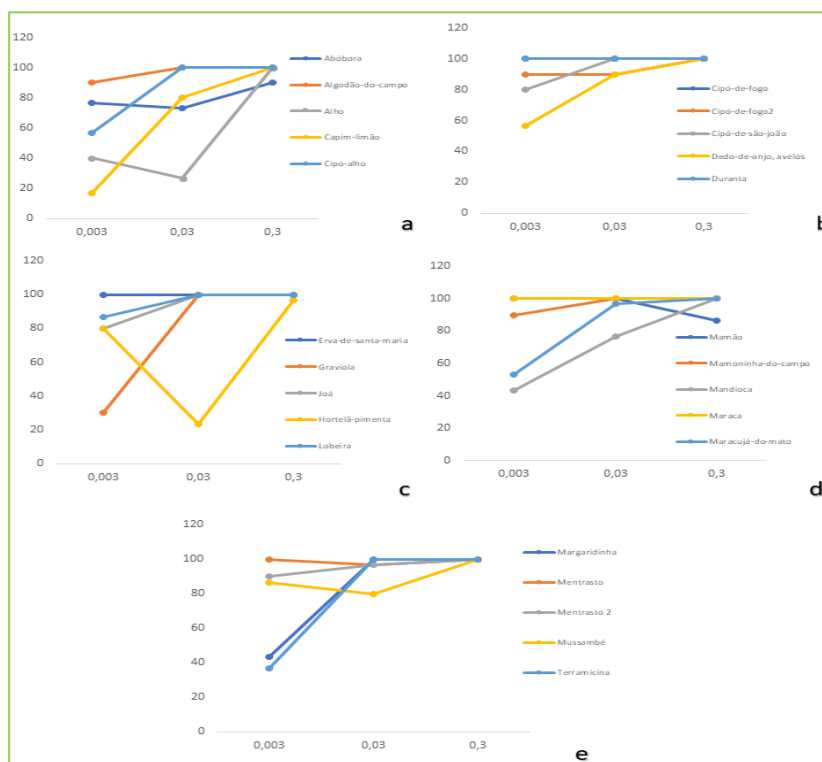 120
100
80
60
40
20
0
0,003
0,03
0,3
Abóbora
Algodão-do-campo
Alho
Capim-limão
Cipó-alho
a
120
100
80
60
40
20
0
0,003
0,03
0,3
Cipó-de-fogo
Cipó-de-fogo2
Cipó-de-são-joão
Dedo-de-anjo, avelós
Duranta
b
120
100
80
60
40
20
0
0,003
0,03
0,3
Erva-de-santa-maria
Graviola
Joá
Hortelã-pimenta
Lobeira
c
120
100
80
60
40
20
0
0,003
0,03
0,3
Mamão
Mamoninha-do-campo
Mandioca
Maraca
Maracujá-do-mato
d
120
100
80
60
40
20
0
0,003
0,03
0,3
Margaridinha
Mentrasto
Mentrasto 2
Mussambé
Terramicina
e